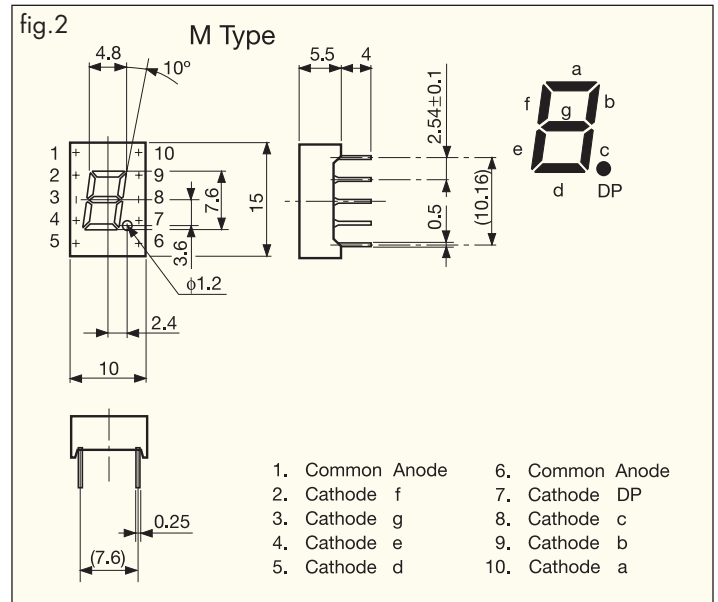 fig.2
M Type
4.8
10°
5.5
4
2.54±0.1
a
f
b
g
e
c
d
DP
1
10
2
9
3
8
4
7
5
6
7.6
15
3.6
0.5
(10.16)
φ1.2
2.4
10
0.25
(7.6)
1. Common Anode
2. Cathode f
3. Cathode g
4. Cathode e
5. Cathode d
6. Common Anode
7. Cathode DP
8. Cathode c
9. Cathode b
10. Cathode a